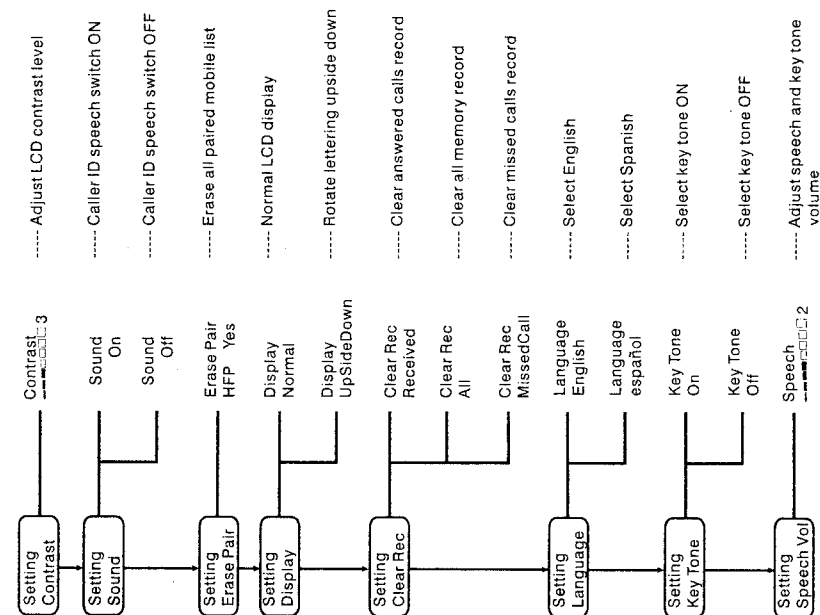 Setting
Contrast
Contrast
3
----- Adjust LCD contrast level
Setting
Sound
Sound
On
----- Caller ID speech switch ON
Sound
Off
----- Caller ID speech switch OFF
Setting
Erase Pair
Erase Pair
HFP Yes
----- Erase all paired mobile list
Setting
Display
Display
Normal
----- Normal LCD display
Display
UpSideDown
----- Rotate lettering upside down
Setting
Clear Rec
Clear Rec
Received
----- Clear answered calls record
Clear Rec
All
----- Clear all memory record
Clear Rec
MissedCall
----- Clear missed calls record
Setting
Language
Language
English
----- Select English
Language
español
----- Select Spanish
Setting
Key Tone
Key Tone
On
----- Select key tone ON
Key Tone
Off
----- Select key tone OFF
Setting
Speech Vol
Speech
2
----- Adjust speech and key tone
volume